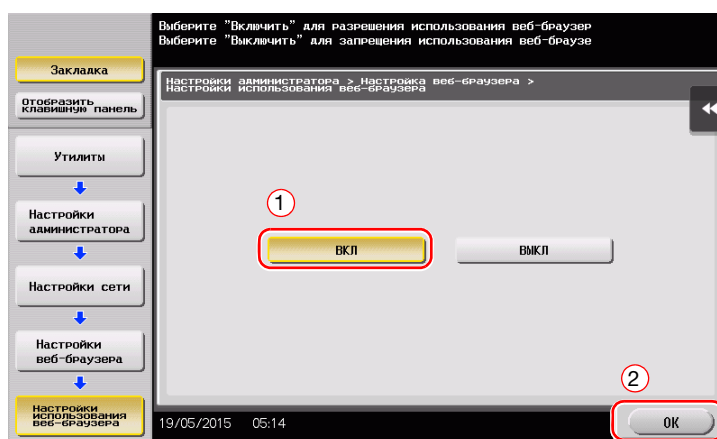 Выберите "Включить" для разрешения использования веб-браузер
Выберите "Выключить" для запрещения использования веб-браузе
Закладка
Отобразить
клавишную панель
Настройки администратора > Настройка веб-браузера >
Настройки использования веб-браузера
Утилиты
Настройки
администратора
Настройки сети
Настройки
веб-браузера
Настройки
использования
веб-браузера
1
ВКЛ
ВЫКЛ
2
19/05/2015 05:14
OK